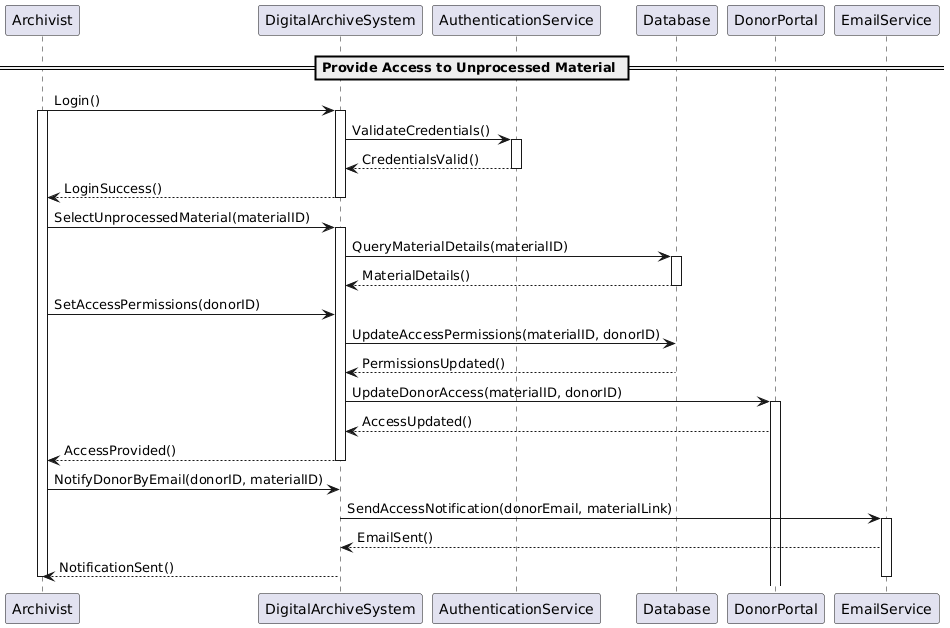 Archivist DigitalArchiveSystem AuthenticationService Database DonorPortal EmailService
Provide Access to Unprocessed Material
Login()
ValidateCredentials()
CredentialsValid()
LoginSuccess()
SelectUnprocessedMaterial(materialID)
QueryMaterialDetails(materialID)
MaterialDetails()
SetAccessPermissions(donorID)
UpdateAccessPermissions(materialID, donorID)
PermissionsUpdated()
UpdateDonorAccess(materialID, donorID)
AccessUpdated()
AccessProvided()
NotifyDonorByEmail(donorID, materialID)
SendAccessNotification(donorEmail, materialLink)
EmailSent()
NotificationSent()
Archivist DigitalArchiveSystem AuthenticationService Database DonorPortal EmailService